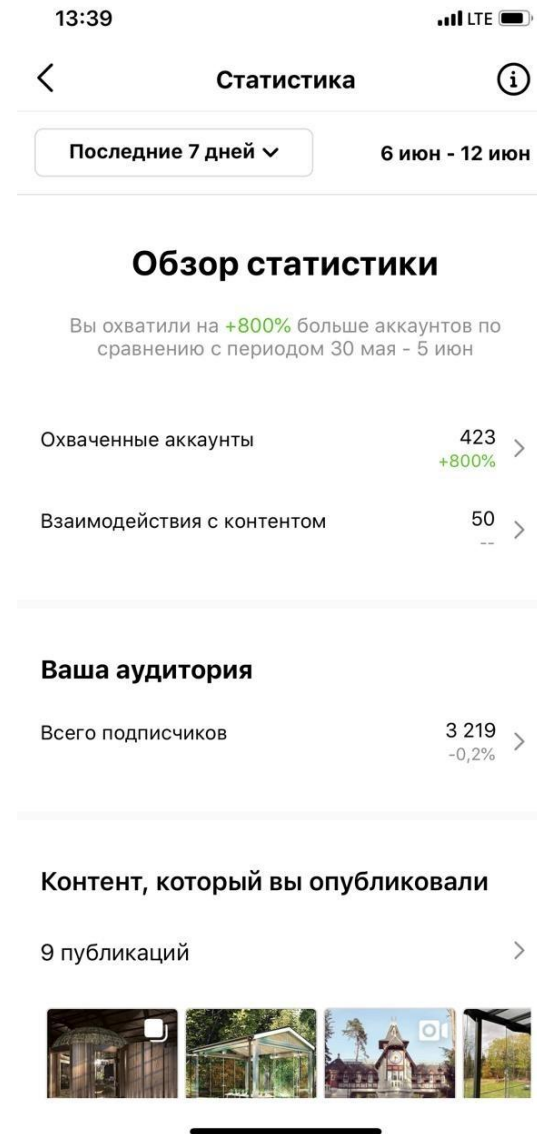 13:39
LTE
Статистика
Последние 7 дней
6 июн - 12 июн
Обзор статистики
Вы охватили на +800% больше аккаунтов по
сравнению с периодом 30 мая - 5 июн
Охваченные аккаунты
423
+800%
Взаимодействия с контентом
50
--
Ваша аудитория
Всего подписчиков
3 219
-0,2%
Контент, который вы опубликовали
9 публикаций